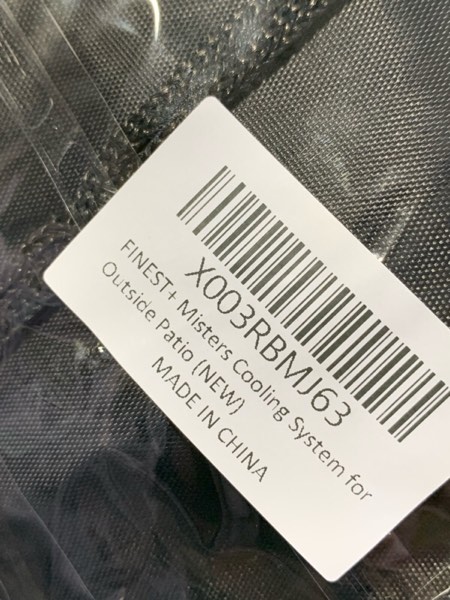 X003RBMJ63
FINEST+ Misters Cooling System for
Outside Patio (NEW)
MADE IN CHINA